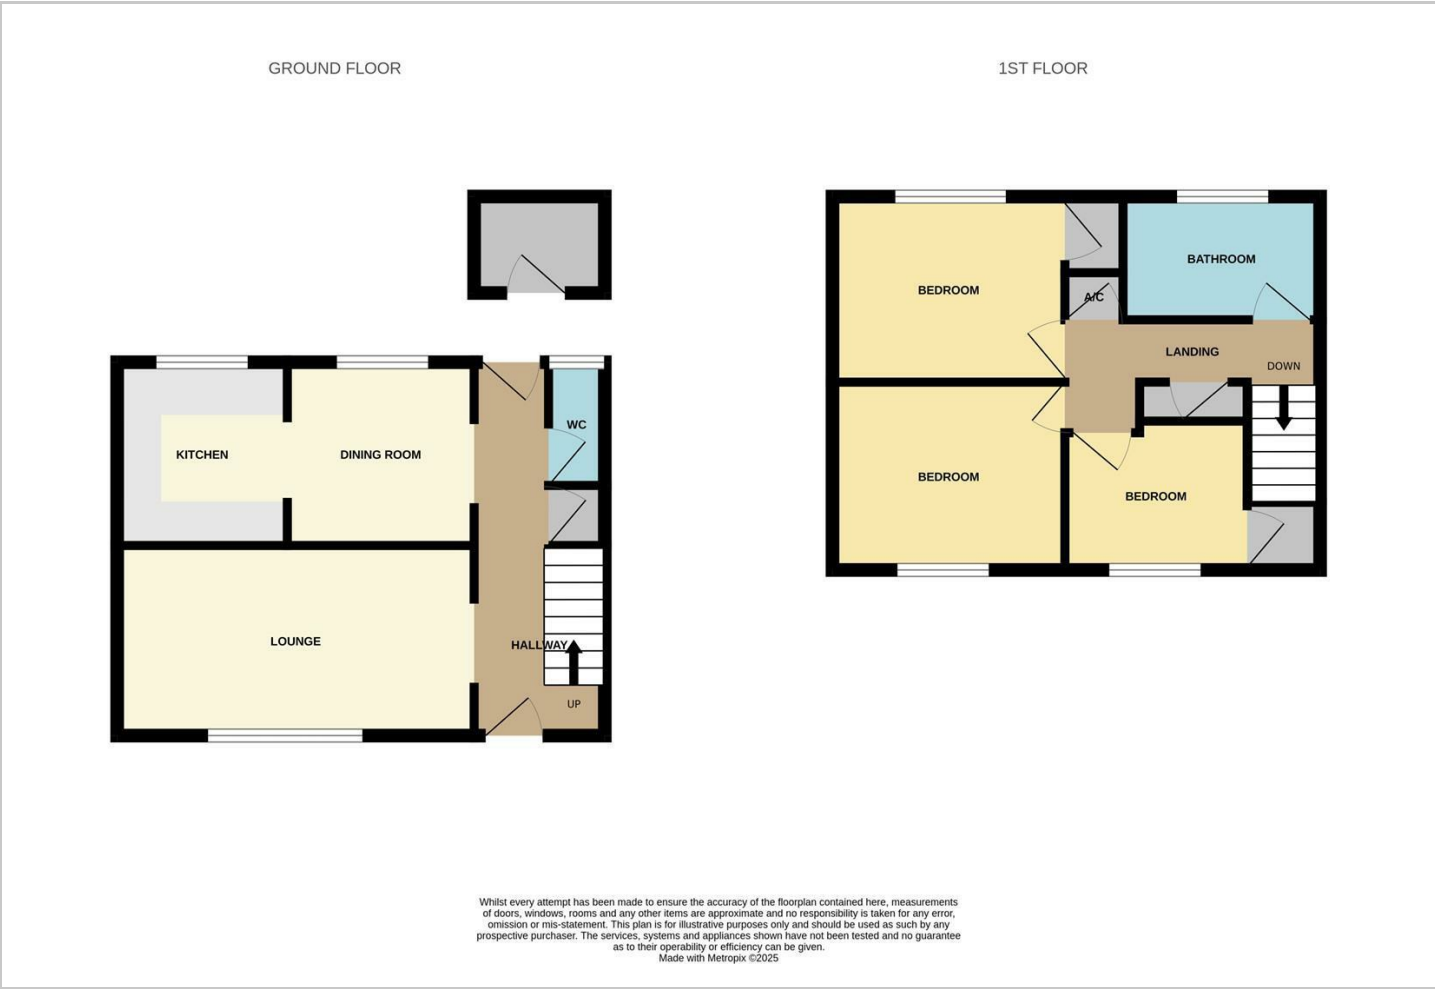 GROUND FLOOR
1ST FLOOR
BEDROOM
BATHROOM
A/C
LANDING
DOWN
BEDROOM
BEDROOM
KITCHEN
DINING ROOM
WC
LOUNGE
HALLWAY
UP
Whilst every attempt has been made to ensure the accuracy of the floorplan contained here, measurements
of doors, windows, rooms and any other items are approximate and no responsibility is taken for any error,
omission or mis-statement. This plan is for illustrative purposes only and should be used as such by any
prospective purchaser. The services, systems and appliances shown have not been tested and no guarantee
as to their operability or efficiency can be given.
Made with Metropix ©2025